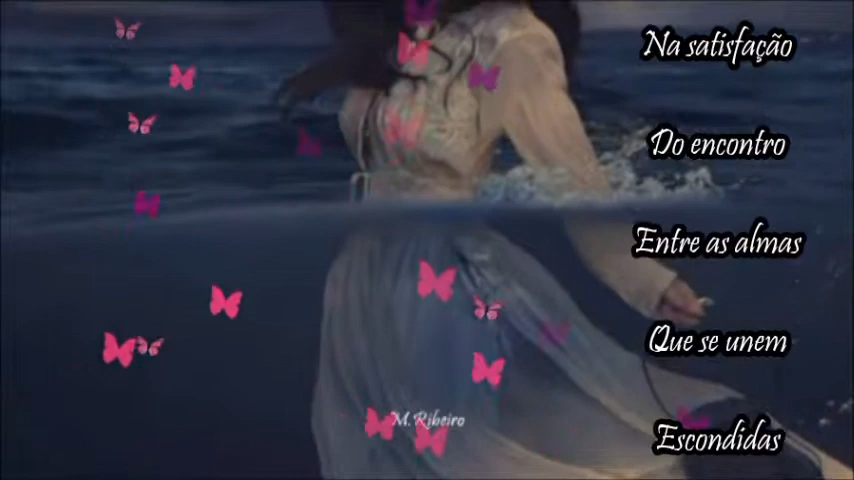 Na satisfação
Do encontro
Entre as almas
Que se unem
M. Ribeiro
Escondidas